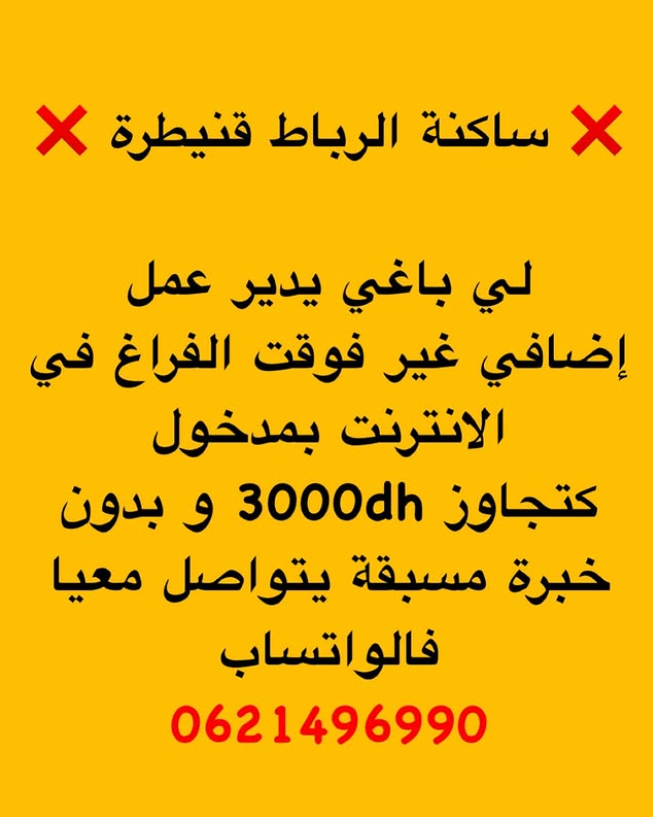 ❌ ساكنة الرباط قنيطرة ❌
لي باغي يدير عمل
إضافي غير فوقت الفراغ في
الانترنت بمدخول
كتجاوز 3000dh و بدون
خبرة مسبقة يتواصل معيا
فالواتساب
0621496990